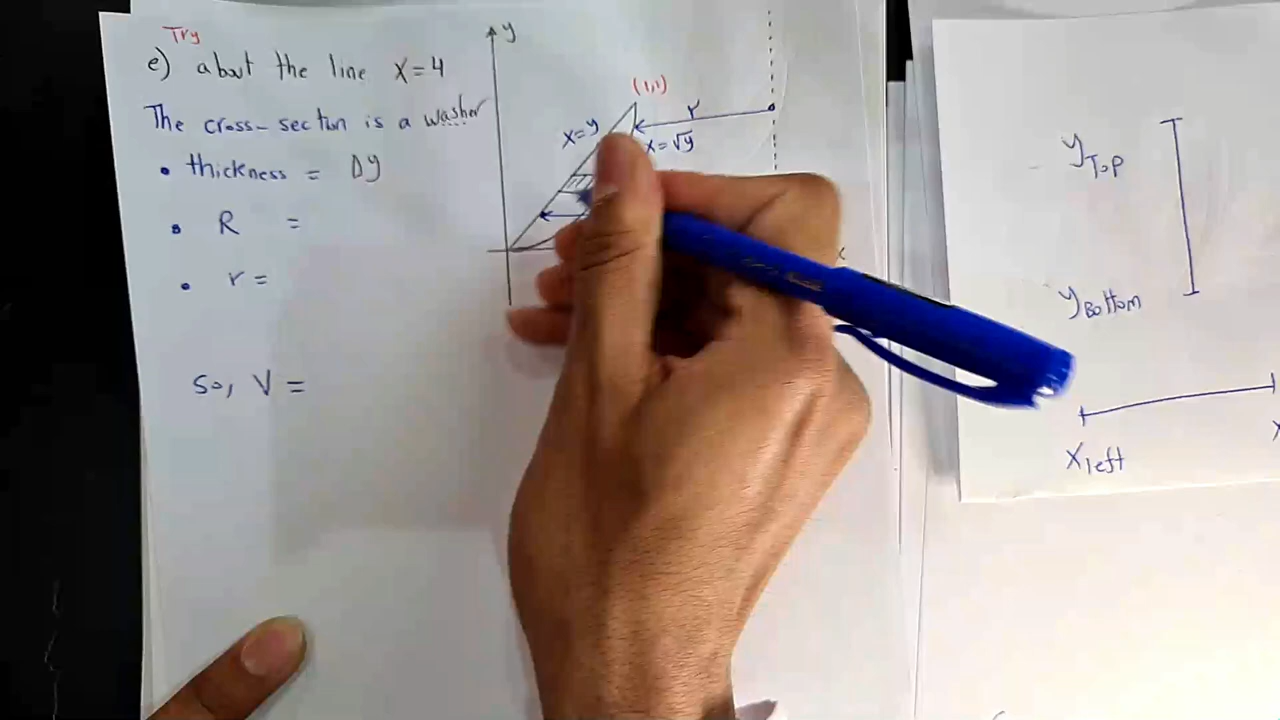 Try
e) about the line x=4
The cross-section is a washer
• thickness = Δy
• R =
• r =
so, V =
y
(1,1)
r
x=y
x=√y
x
y Top
y Bottom
x left